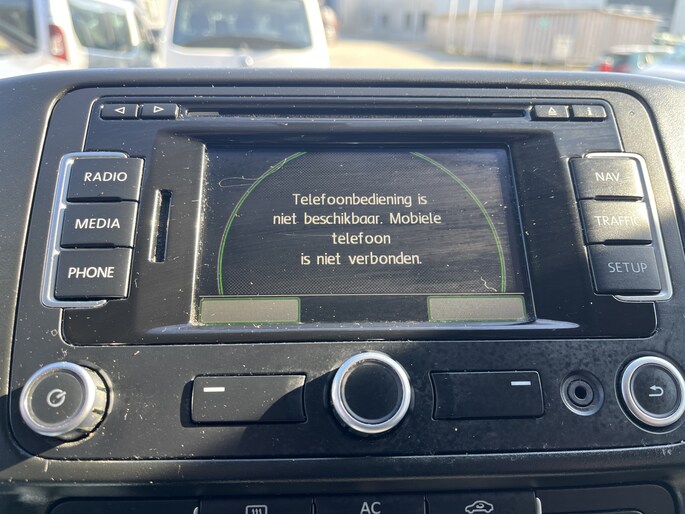 RADIO
MEDIA
PHONE
Telefoonbediening is
niet beschikbaar. Mobiele
telefoon
is niet verbonden.
NAV
TRAFFIC
SETUP
AC